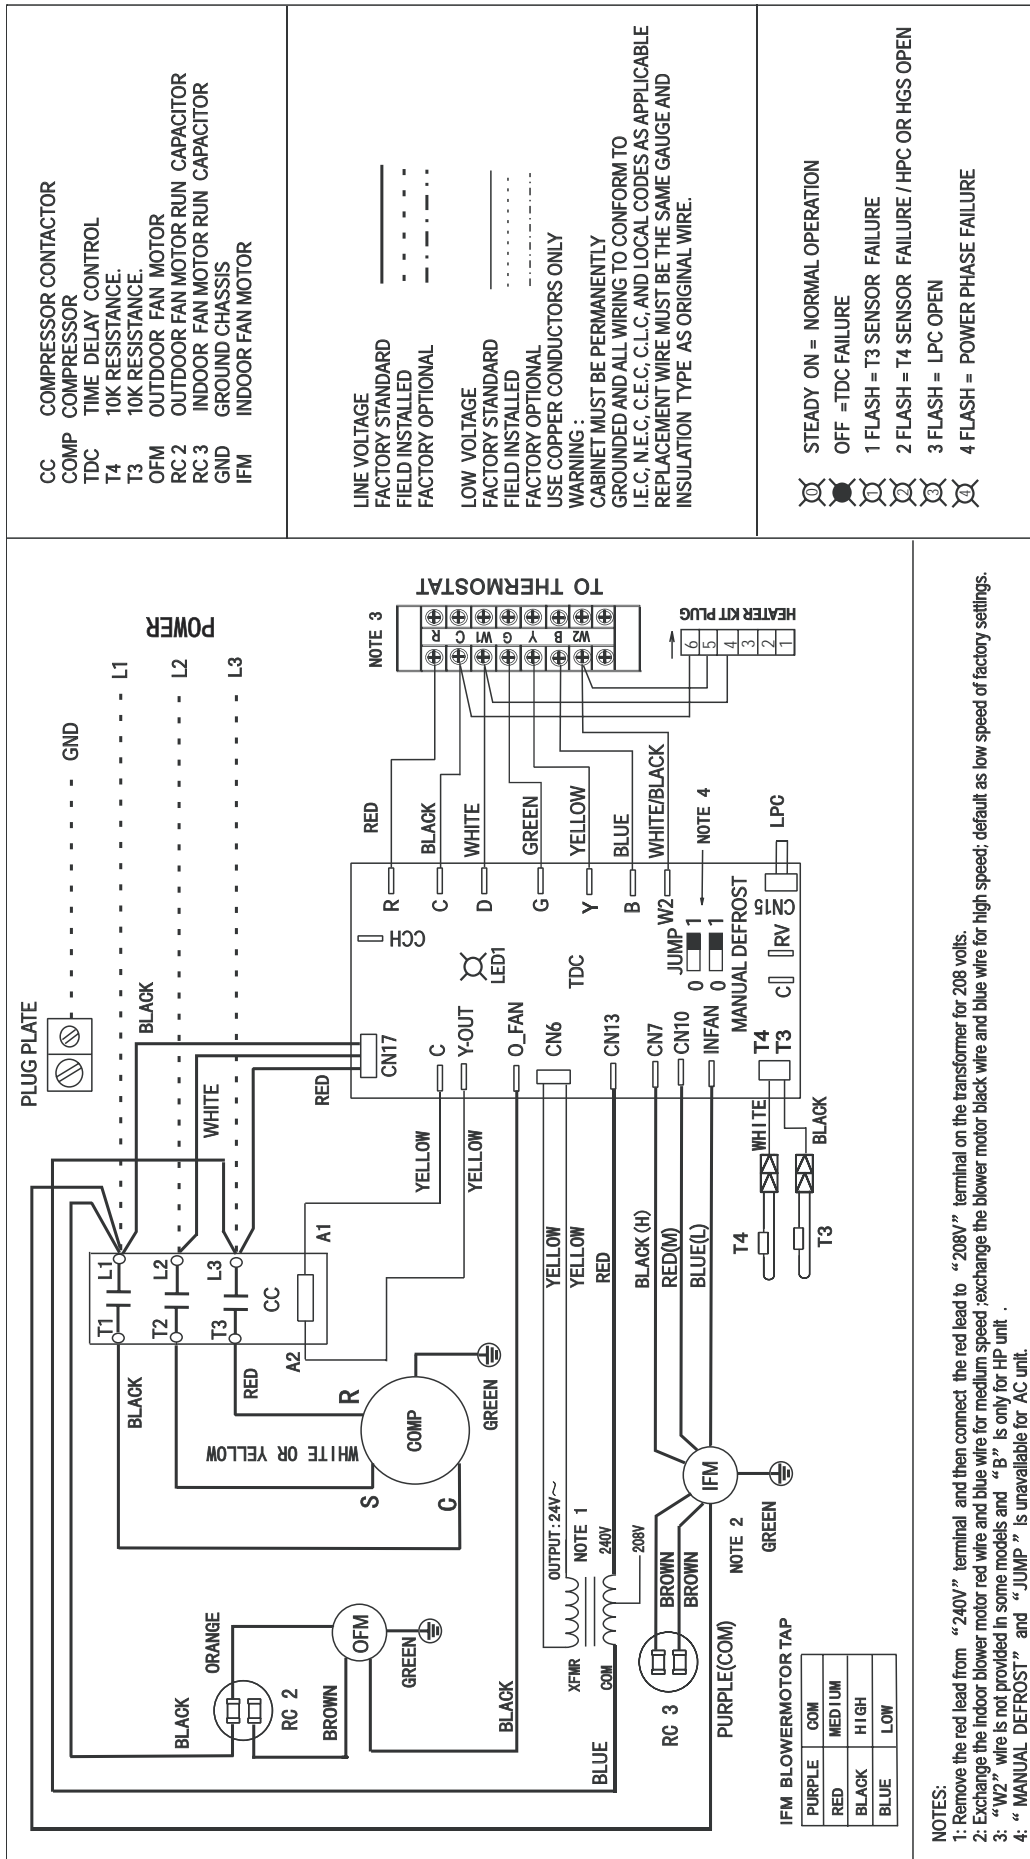 CC COMPRESSOR CONTACTOR
COMP COMPRESSOR
TDC TIME DELAY CONTROL
T4 10K RESISTANCE.
T3 10K RESISTANCE.
OFM OUTDOOR FAN MOTOR
RC 2 OUTDOOR FAN MOTOR RUN CAPACITOR
RC 3 INDOOR FAN MOTOR RUN CAPACITOR
GND GROUND CHASSIS
IFM INDOOR FAN MOTOR
LINE VOLTAGE
FACTORY STANDARD
FIELD INSTALLED
FACTORY OPTIONAL
LOW VOLTAGE
FACTORY STANDARD
FIELD INSTALLED
FACTORY OPTIONAL
USE COPPER CONDUCTORS ONLY
WARNING :
CABINET MUST BE PERMANENTLY
GROUNDED AND ALL WIRING TO CONFORM TO
I.E.C, N.E.C, C.E.C, C.L.C, AND LOCAL CODES AS APPLICABLE
REPLACEMENT WIRE MUST BE THE SAME GAUGE AND
INSULATION TYPE AS ORIGINAL WIRE.
0 STEADY ON = NORMAL OPERATION
OFF =TDC FAILURE
1 1 FLASH = T3 SENSOR FAILURE
2 2 FLASH = T4 SENSOR FAILURE / HPC OR HGS OPEN
3 3 FLASH = LPC OPEN
4 4 FLASH = POWER PHASE FAILURE
PLUG PLATE
GND
POWER
L1
L2
L3
BLACK
WHITE
RED
L1
L2
L3
T1
T2
T3
CC
A1
A2
BLACK
RED
WHITE OR YELLOW
R
S
C
COMP
GREEN
BLACK
ORANGE
RC 2
BROWN
OFM
GREEN
BLACK
BLUE
YELLOW
YELLOW
YELLOW
YELLOW
RED
BLACK(H)
RED(M)
BLUE(L)
CN17
CCH
C
Y-OUT
O_FAN
CN6
CN13
CN7
CN10
INFAN
LED1
TDC
R
C
D
G
Y
B
W2
JUMP
0 1
0 1
MANUAL DEFROST
NOTE 4
T4
T3
C
RV
CN15
LPC
RED
BLACK
WHITE
GREEN
YELLOW
BLUE
WHITE/BLACK
NOTE 3
R C W1 G Y B W2
TO THERMOSTAT
HEATER KIT PLUG
6 5 4 3 2 1
WHITE
BLACK
T4
T3
OUTPUT:24V~
NOTE 1
XFMR
COM
240V
208V
RC 3
BROWN
BROWN
PURPLE(COM)
IFM
NOTE 2
GREEN
IFM BLOWERMOTOR TAP
PURPLE COM
RED MEDIUM
BLACK HIGH
BLUE LOW
NOTES:
1: Remove the red lead from “240V” terminal and then connect the red lead to “208V” terminal on the transformer for 208 volts.
2: Exchange the indoor blower motor red wire and blue wire for medium speed ;exchange the blower motor black wire and blue wire for high speed; default as low speed of factory settings.
3: “W2” wire is not provided in some models and “B” is only for HP unit .
4: “ MANUAL DEFROST” and “JUMP ” is unavailable for AC unit.